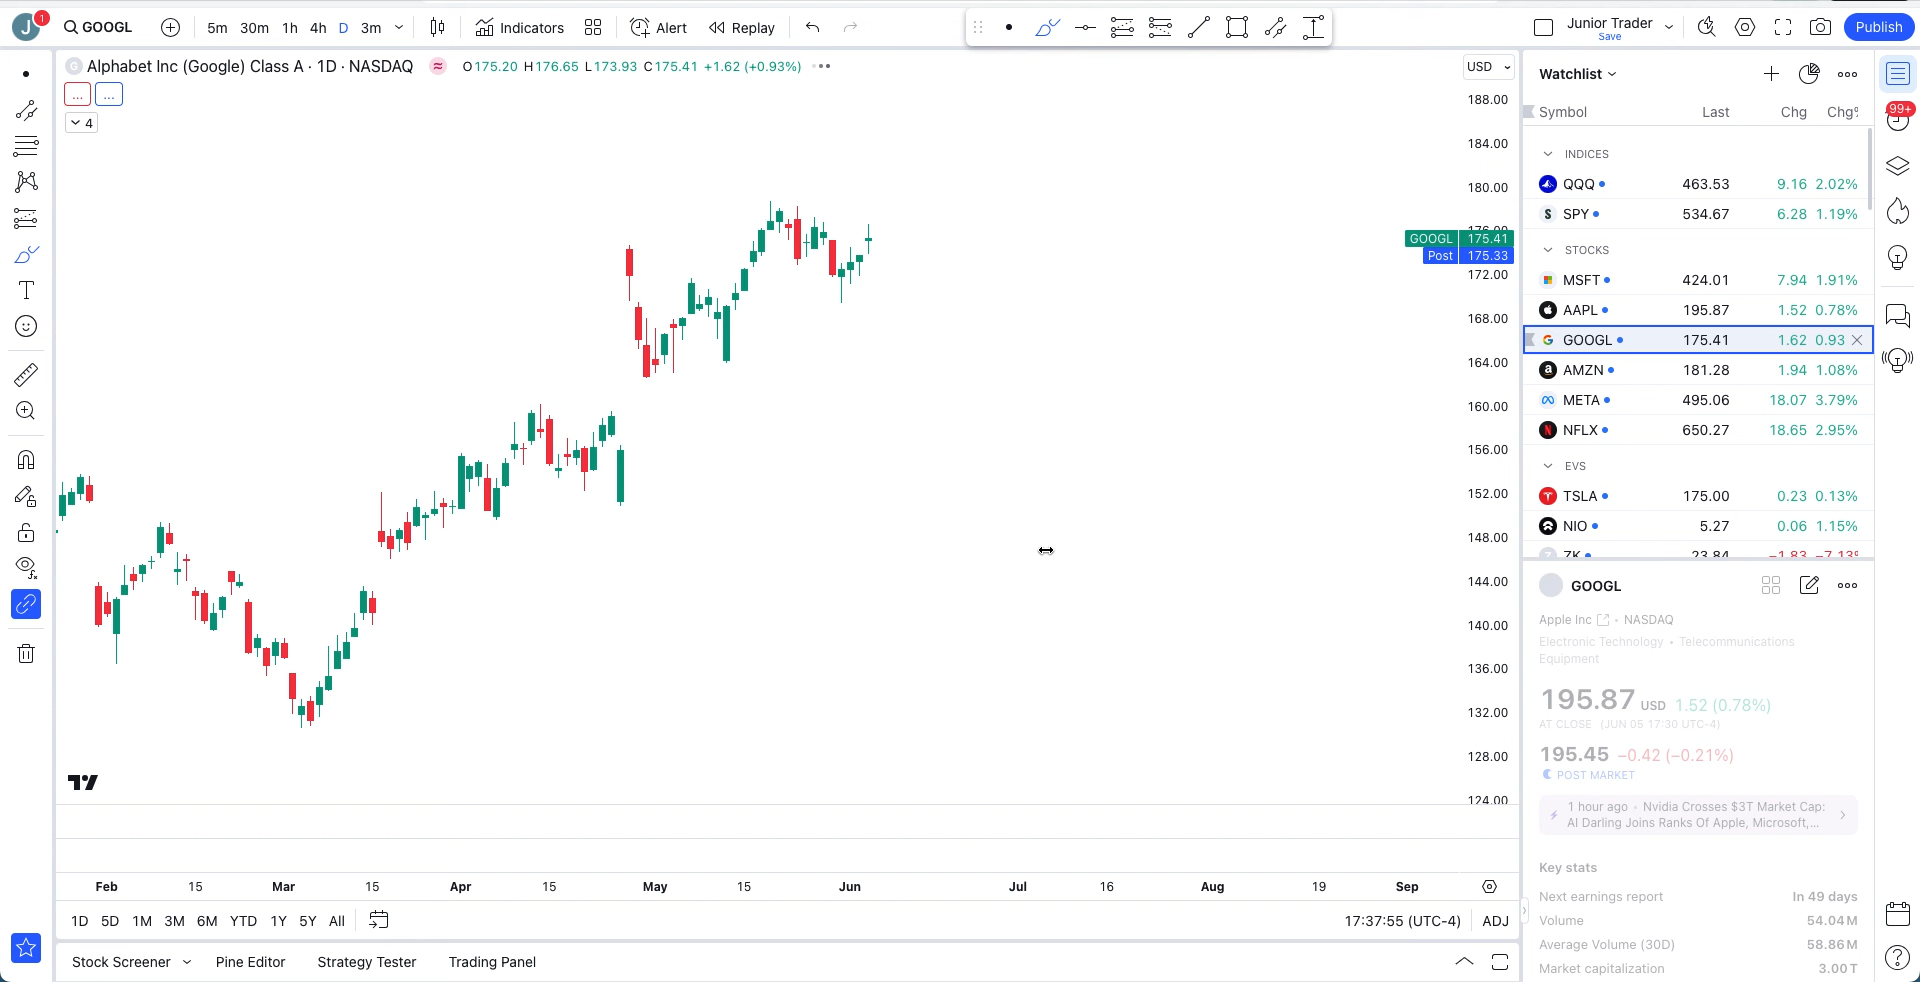 J 1 GOOGL 5m 30m 1h 4h D 3m Indicators Alert Replay Junior Trader Save Publish
G Alphabet Inc (Google) Class A · 1D · NASDAQ ≈ O175.20 H176.65 L173.93 C175.41 +1.62 (+0.93%) •••
USD
... ...
4
188.00
184.00
180.00
GOOGL 175.41
Post 175.33
172.00
168.00
164.00
160.00
156.00
152.00
148.00
144.00
140.00
136.00
132.00
128.00
124.00
Feb 15 Mar 15 Apr 15 May 15 Jun Jul 16 Aug 19 Sep
1D 5D 1M 3M 6M YTD 1Y 5Y All 17:37:55 (UTC-4) ADJ
Stock Screener Pine Editor Strategy Tester Trading Panel
Watchlist
Symbol Last Chg Chg%
INDICES
QQQ 463.53 9.16 2.02%
SPY 534.67 6.28 1.19%
STOCKS
MSFT 424.01 7.94 1.91%
AAPL 195.87 1.52 0.78%
GOOGL 175.41 1.62 0.93
AMZN 181.28 1.94 1.08%
META 495.06 18.07 3.79%
NFLX 650.27 18.65 2.95%
EVS
TSLA 175.00 0.23 0.13%
NIO 5.27 0.06 1.15%
ZK 23.84 −1.83 −7.13%
GOOGL
Apple Inc • NASDAQ
Electronic Technology • Telecommunications
Equipment
195.87 USD 1.52 (0.78%)
AT CLOSE (JUN 05 17:30 UTC-4)
195.45 −0.42 (−0.21%)
POST MARKET
1 hour ago • Nvidia Crosses $3T Market Cap:
AI Darling Joins Ranks Of Apple, Microsoft,...
Key stats
Next earnings report In 49 days
Volume 54.04M
Average Volume (30D) 58.86M
Market capitalization 3.00T
99+